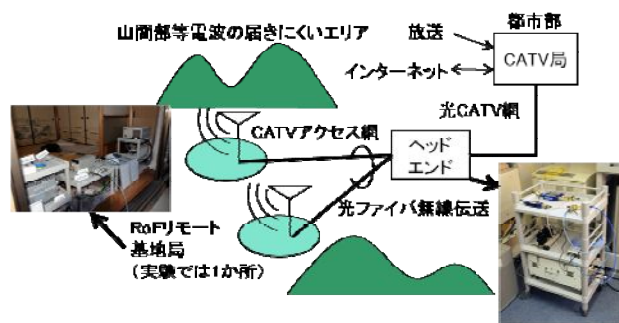 山間部等電波の届きにくいエリア
都市部
放送
インターネット
CATV局
光CATV網
CATVアクセス網
ヘッド
エンド
光ファイバ無線伝送
RoFリモート
基地局
(実験では1か所)